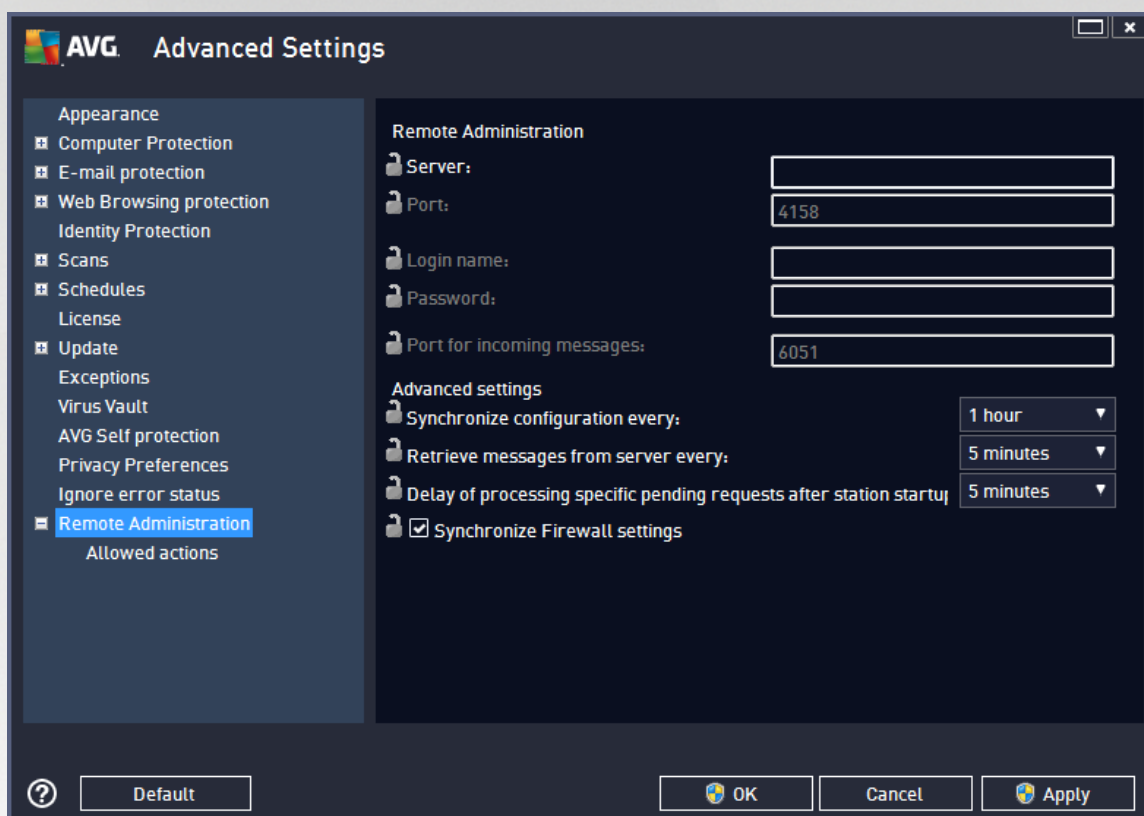 AVG. Advanced Settings
Appearance
Computer Protection
E-mail protection
Web Browsing protection
Identity Protection
Scans
Schedules
License
Update
Exceptions
Virus Vault
AVG Self protection
Privacy Preferences
Ignore error status
Remote Administration
Allowed actions
Remote Administration
Server:
Port: 4158
Login name:
Password:
Port for incoming messages: 6051
Advanced settings
Synchronize configuration every: 1 hour
Retrieve messages from server every: 5 minutes
Delay of processing specific pending requests after station startup 5 minutes
Synchronize Firewall settings
Default OK Cancel Apply